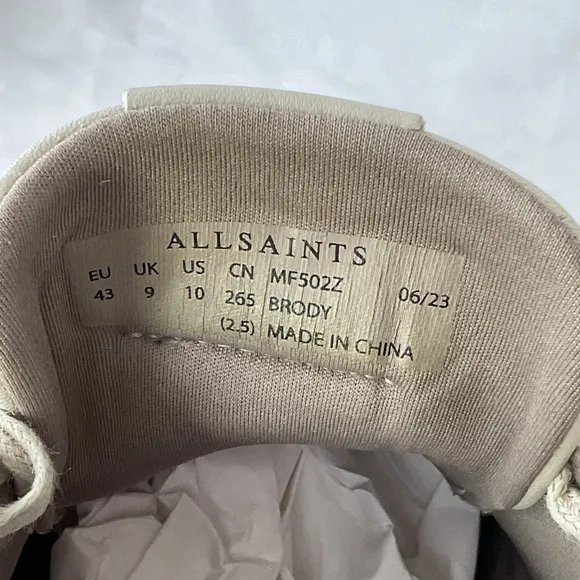 ALLSAINTS
EU UK US CN MF502Z 06/23
43 9 10 265 BRODY
(2.5) MADE IN CHINA